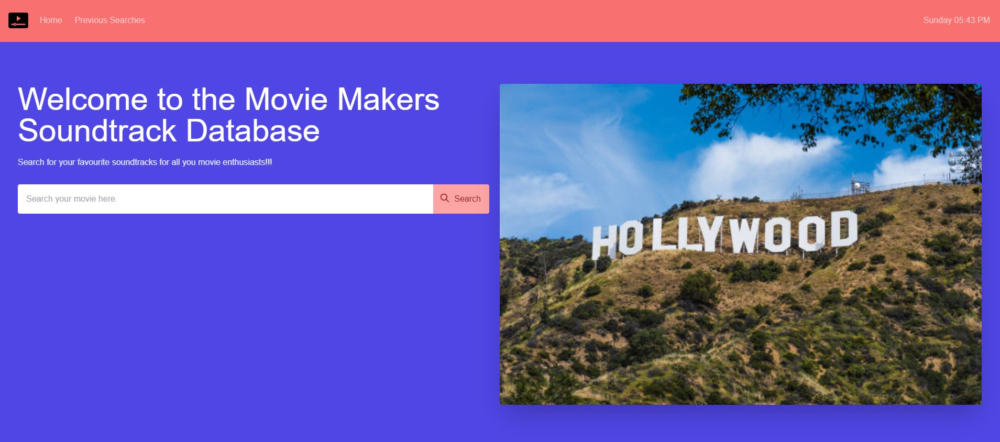 Home Previous Searches Sunday 05:43 PM
Welcome to the Movie Makers
Soundtrack Database
Search for your favourite soundtracks for all you movie enthusiasts!!!
Search your movie here. Search
HOLLYWOOD